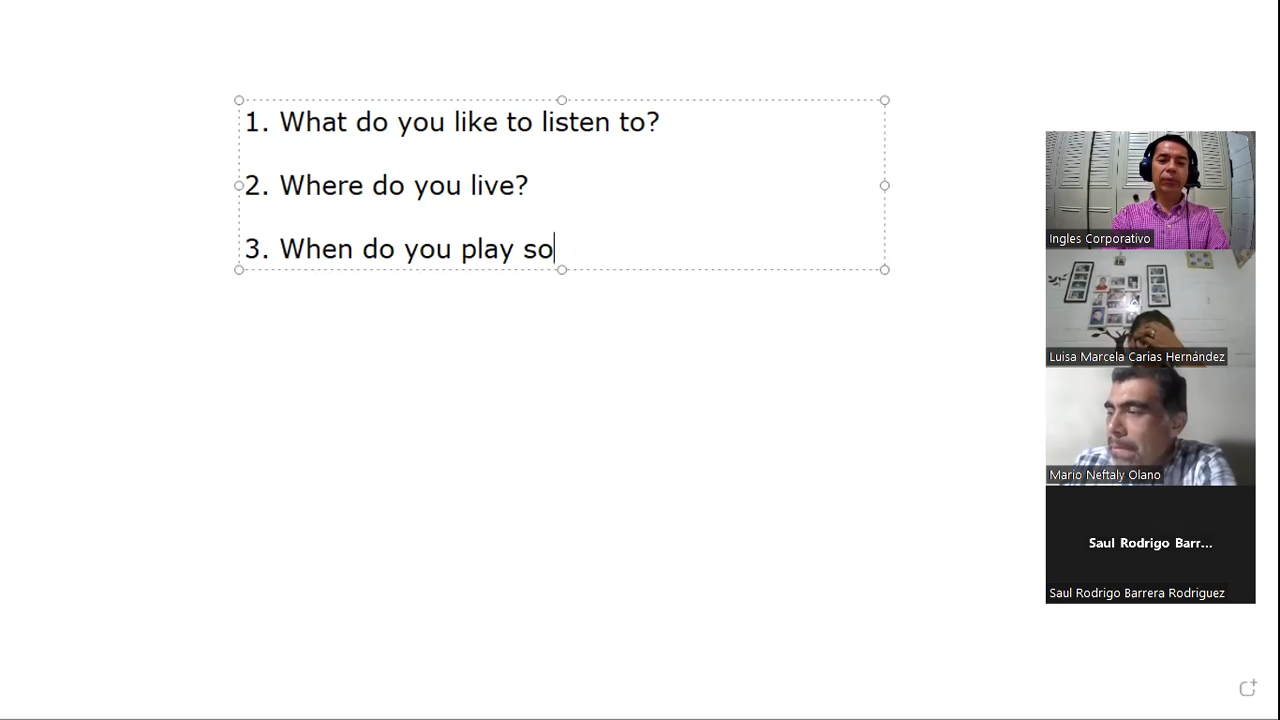 1. What do you like to listen to?
2. Where do you live?
3. When do you play so
Ingles Corporativo
Luisa Marcela Carias Hernández
Mario Neftaly Olano
Saul Rodrigo Barr...
Saul Rodrigo Barrera Rodriguez